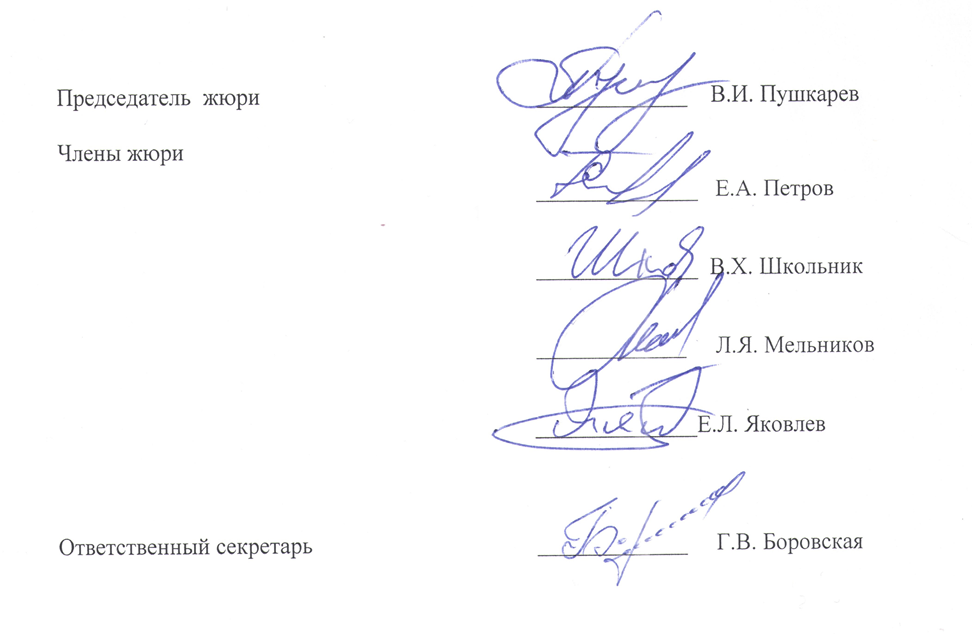 Председатель жюри В.И. Пушкарев
Члены жюри
Е.А. Петров
В.Х. Школьник
Л.Я. Мельников
Е.Л. Яковлев
Ответственный секретарь Г.В. Боровская